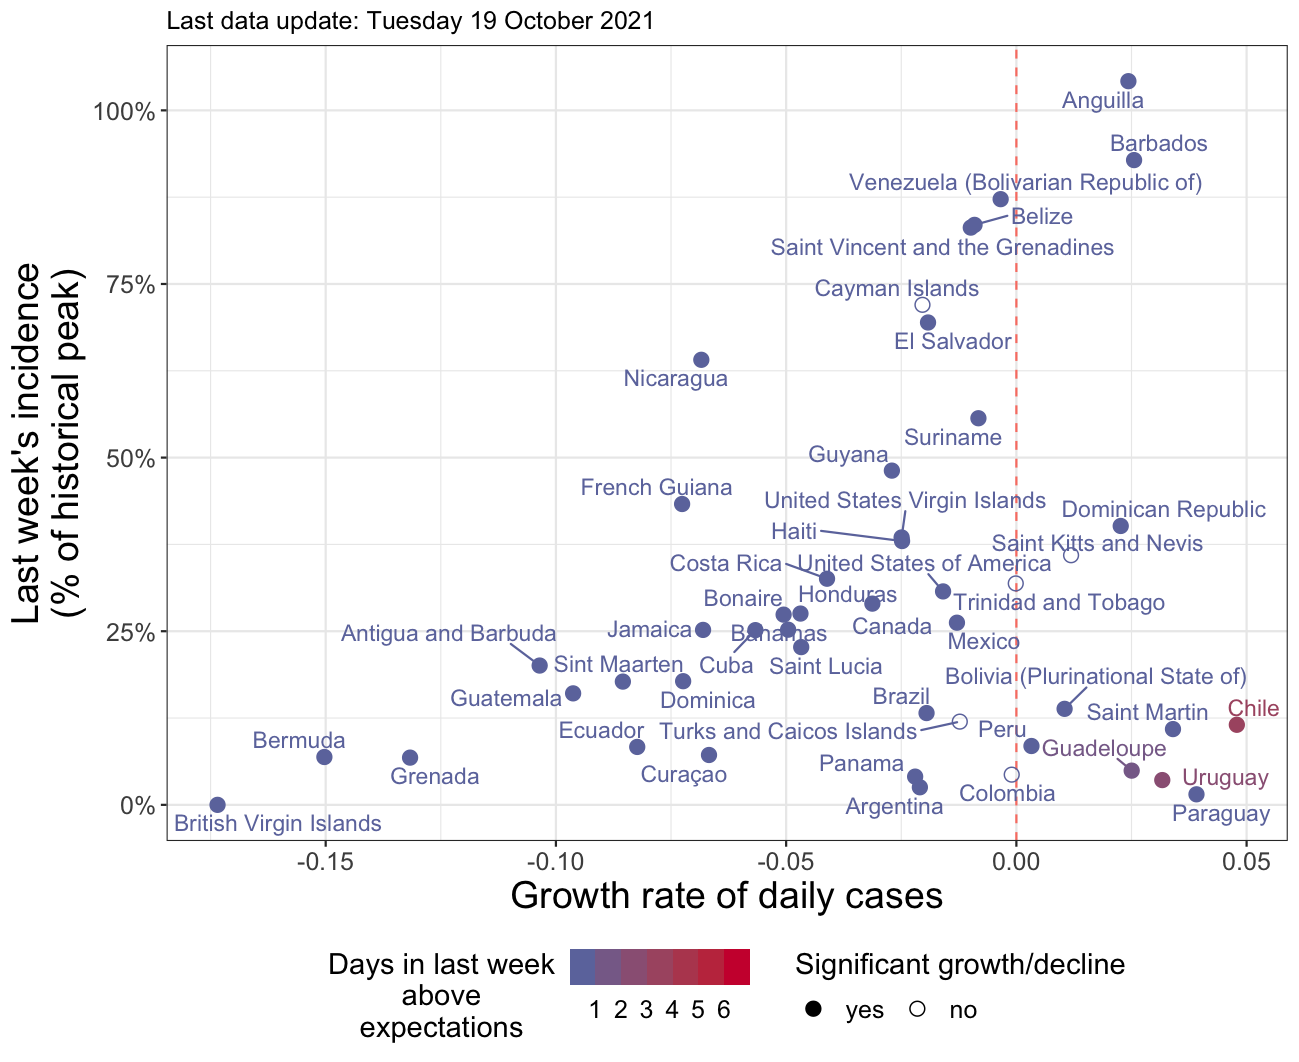 Last data update: Tuesday 19 October 2021
Last week's incidence
(% of historical peak)
100%
75%
50%
25%
0%
Anguilla
Barbados
Venezuela (Bolivarian Republic of)
Belize
Saint Vincent and the Grenadines
Cayman Islands
El Salvador
Nicaragua
Suriname
Guyana
French Guiana
United States Virgin Islands
Dominican Republic
Haiti
Saint Kitts and Nevis
Costa Rica
United States of America
Honduras
Bonaire
Trinidad and Tobago
Canada
Jamaica
Bahamas
Antigua and Barbuda
Mexico
Sint Maarten
Cuba
Saint Lucia
Bolivia (Plurinational State of)
Guatemala
Dominica
Brazil
Saint Martin
Chile
Ecuador
Turks and Caicos Islands
Peru
Bermuda
Guadeloupe
Grenada
Curaçao
Panama
Uruguay
Colombia
Argentina
Paraguay
British Virgin Islands
-0.15
-0.10
-0.05
0.00
0.05
Growth rate of daily cases
Days in last week
above
expectations
1 2 3 4 5 6
Significant growth/decline
yes
no